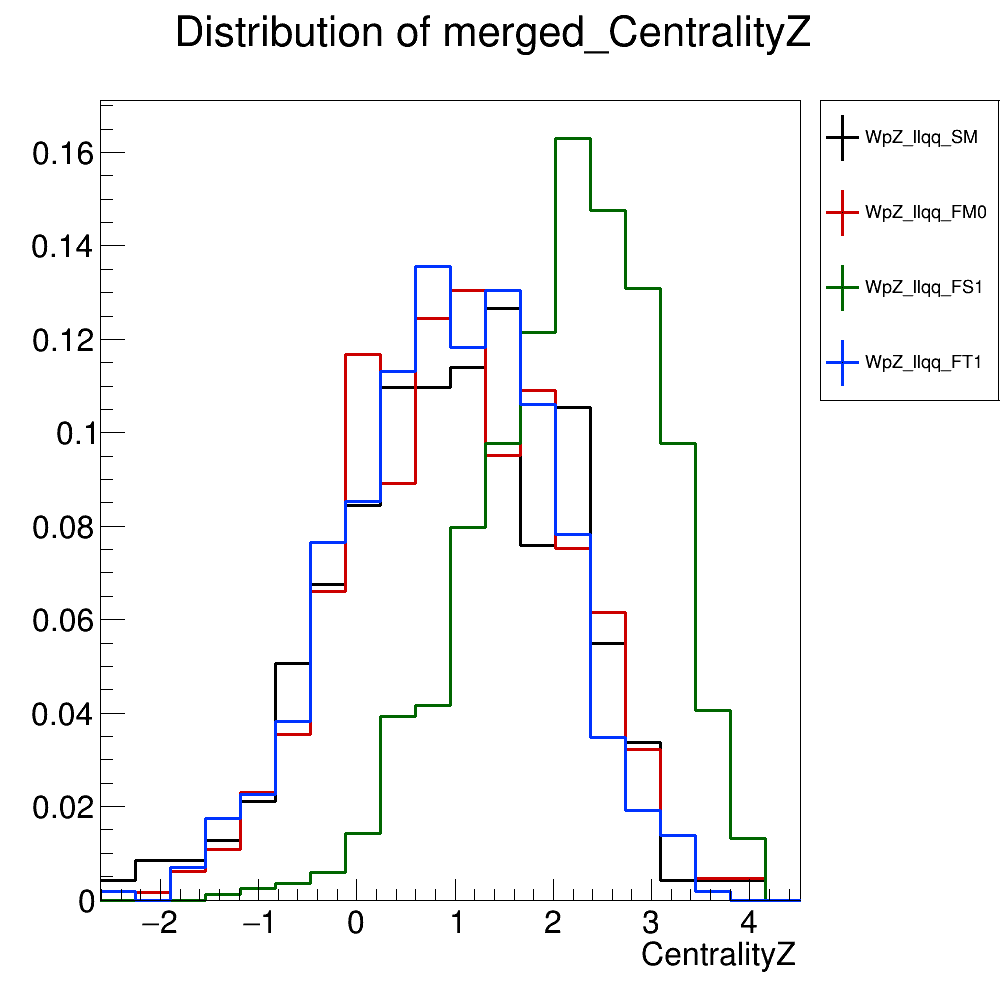 Distribution of merged_CentralityZ
WpZ_llqq_SM
WpZ_llqq_FM0
WpZ_llqq_FS1
WpZ_llqq_FT1
0.16
0.14
0.12
0.1
0.08
0.06
0.04
0.02
0
−2 −1 0 1 2 3 4
CentralityZ